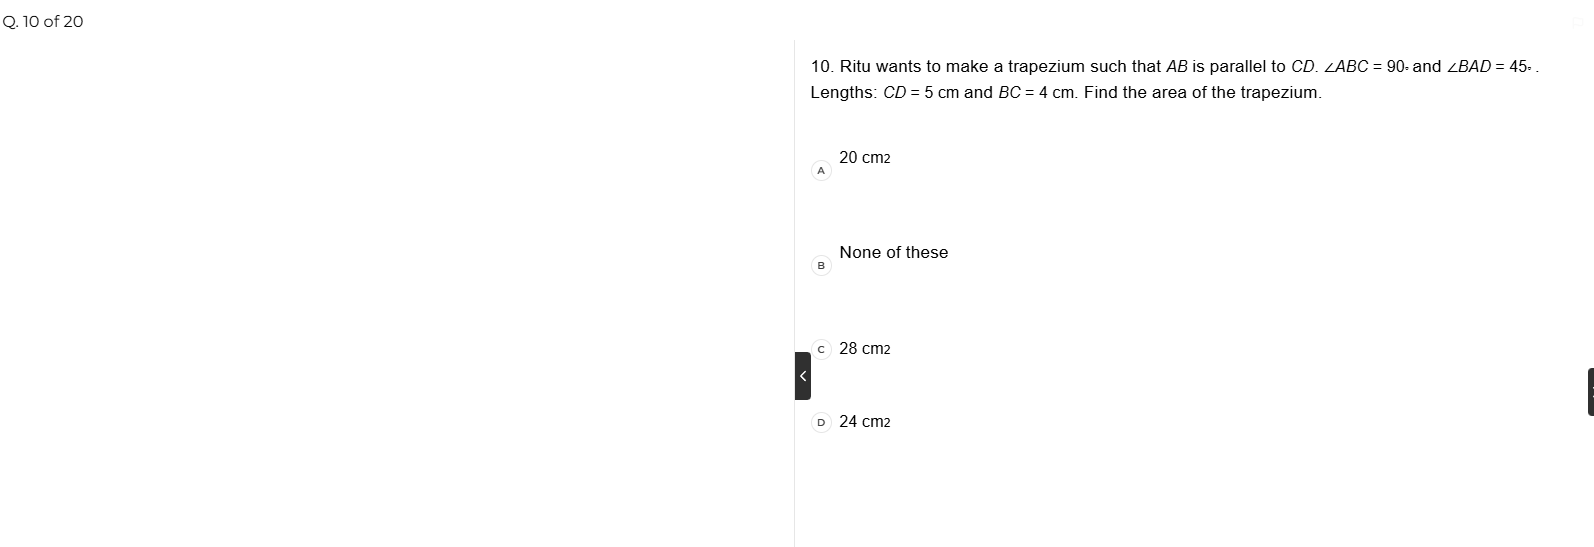 Q. 10 of 20
10. Ritu wants to make a trapezium such that AB is parallel to CD. ∠ABC = 90∘ and ∠BAD = 45∘ .
Lengths: CD = 5 cm and BC = 4 cm. Find the area of the trapezium.
A 20 cm2
B None of these
C 28 cm2
D 24 cm2